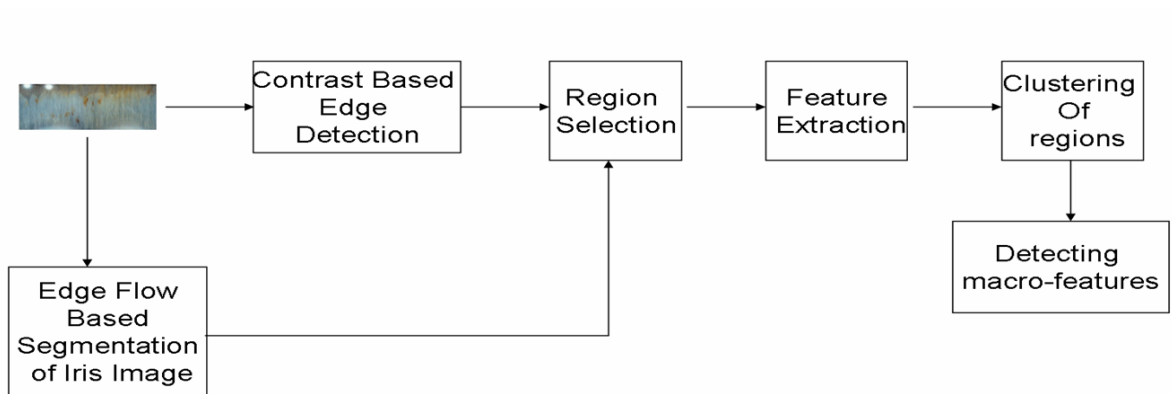 Contrast Based
Edge
Detection
Region
Selection
Feature
Extraction
Clustering
Of
regions
Detecting
macro-features
Edge Flow
Based
Segmentation
of Iris Image